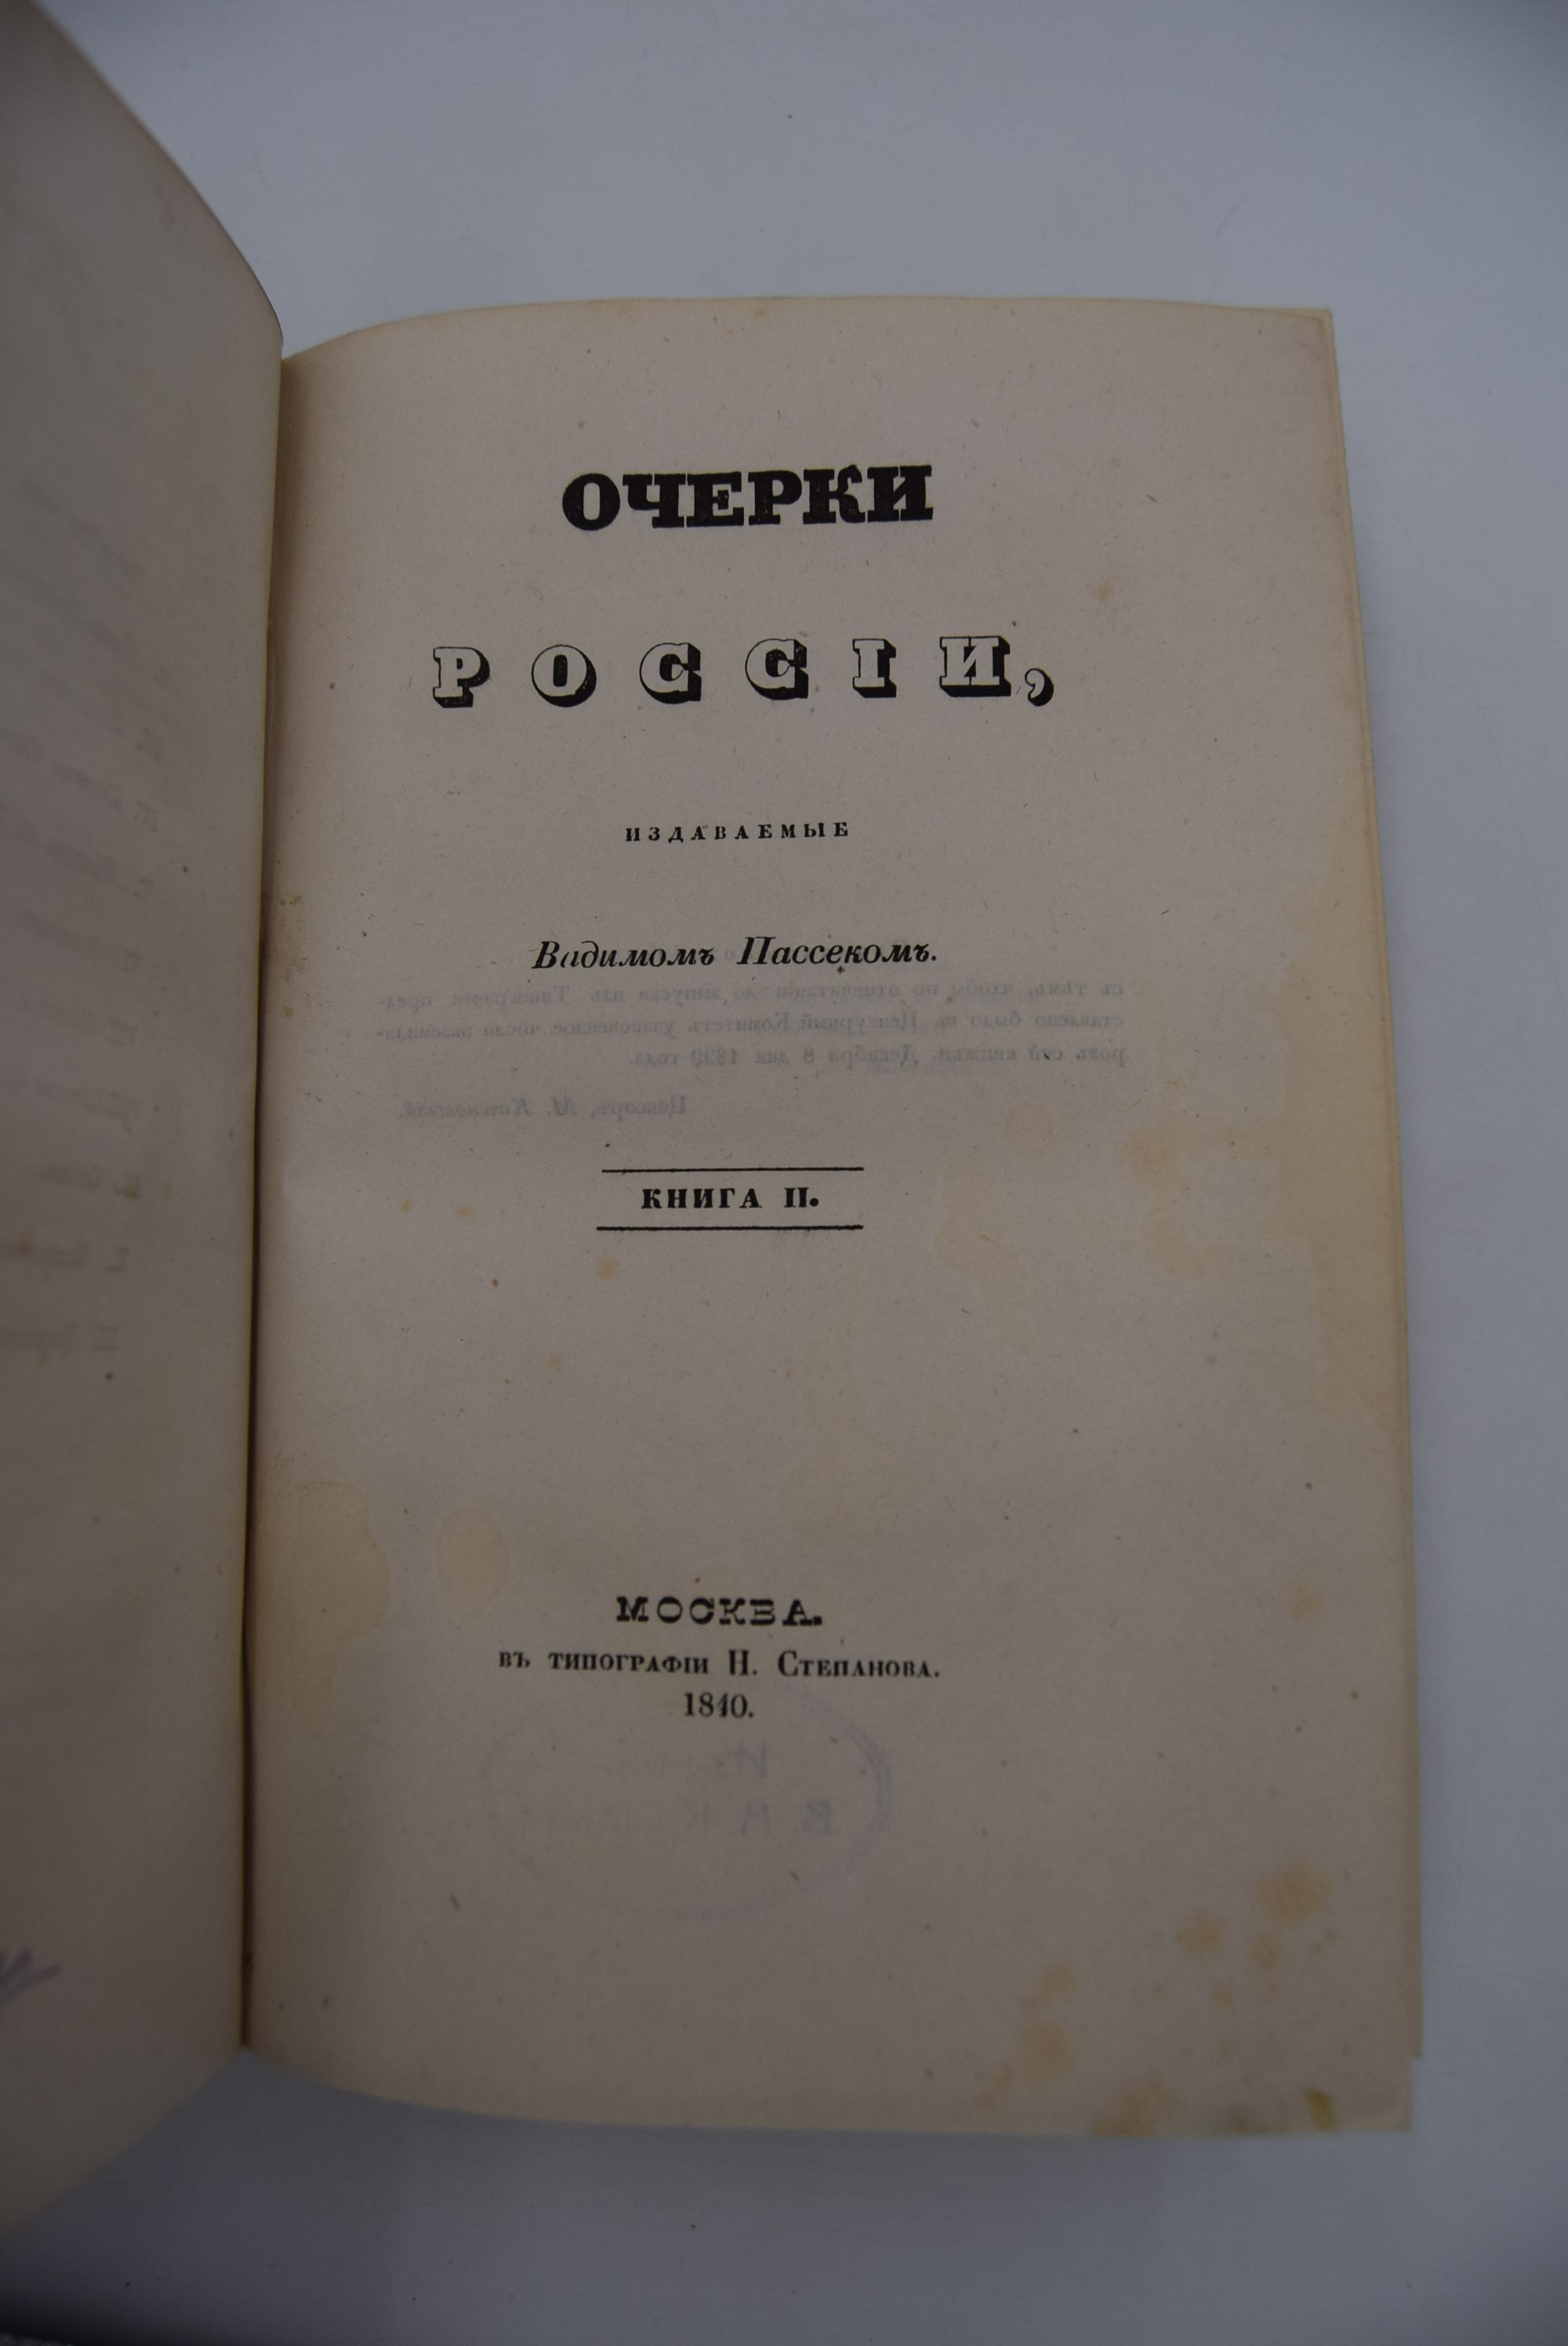 ОЧЕРКИ
РОССІИ,
ИЗДАВАЕМЫЕ
Вадимомъ Пассекомъ.
КНИГА II.
МОСКВА.
ВЪ ТИПОГРАФІИ Н. СТЕПАНОВА.
1840.